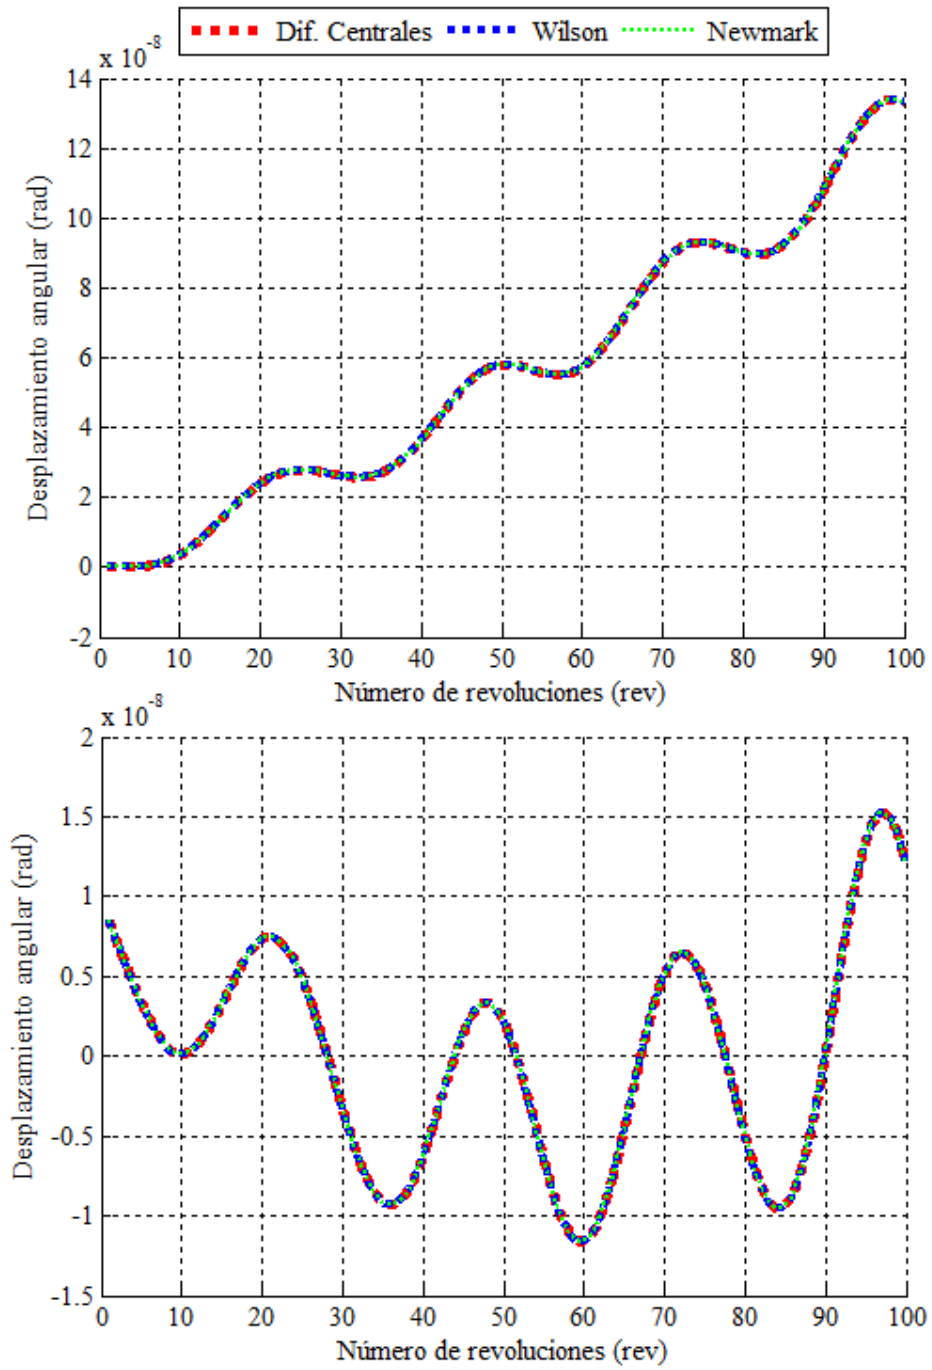 Dif. Centrales Wilson Newmark
x 10^-8
14
12
10
8
6
4
2
0
-2
Desplazamiento angular (rad)
0 10 20 30 40 50 60 70 80 90 100
Número de revoluciones (rev)
x 10^-8
2
1.5
1
0.5
0
-0.5
-1
-1.5
Desplazamiento angular (rad)
0 10 20 30 40 50 60 70 80 90 100
Número de revoluciones (rev)